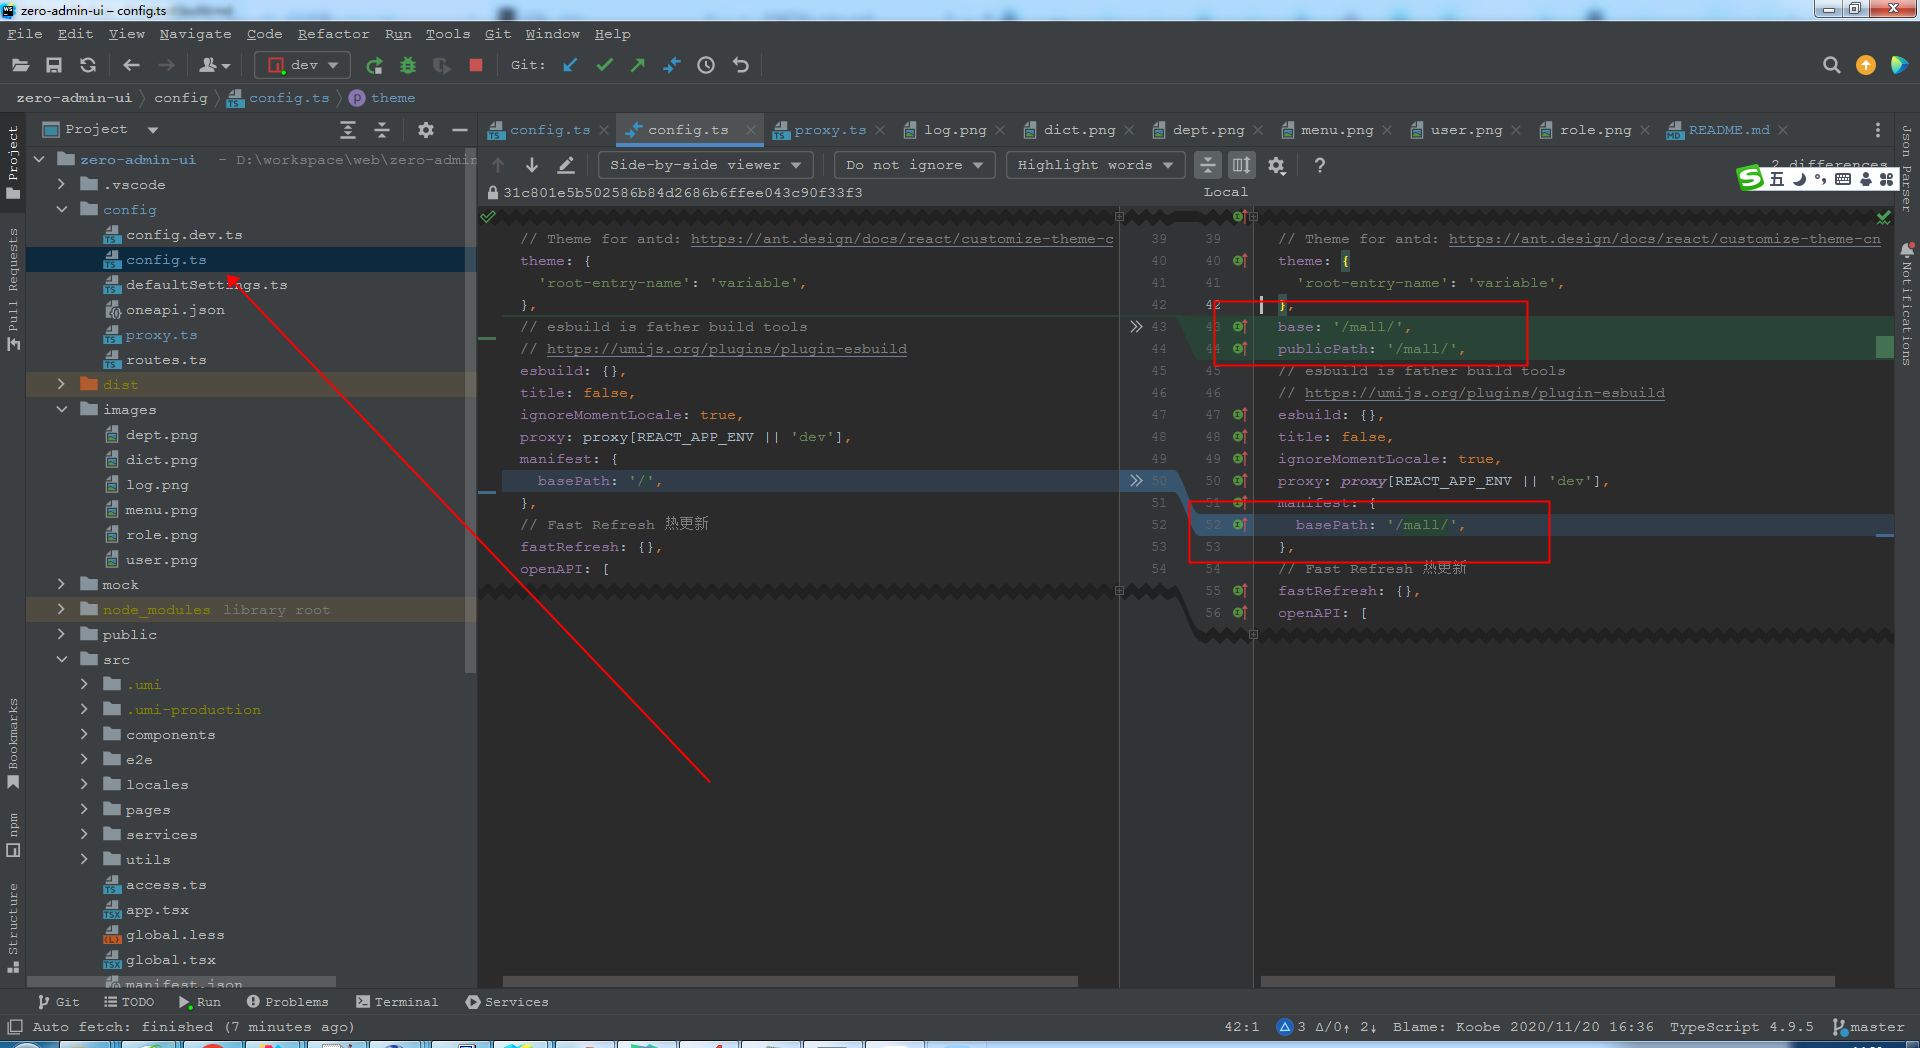 zero-admin-ui – config.ts
File Edit View Navigate Code Refactor Run Tools Git Window Help
dev Git:
zero-admin-ui config config.ts theme
Project
config.ts config.ts proxy.ts log.png dict.png dept.png menu.png user.png role.png README.md
Side-by-side viewer Do not ignore Highlight words 2 differences
31c801e5b502586b84d2686b6ffee043c90f33f3 Local
五
Project
Pull Requests
Bookmarks
npm
Structure
zero-admin-ui – D:\workspace\web\zero-admin
.vscode
config
config.dev.ts
config.ts
defaultSettings.ts
oneapi.json
proxy.ts
routes.ts
dist
images
dept.png
dict.png
log.png
menu.png
role.png
user.png
mock
node_modules library root
public
src
.umi
.umi-production
components
e2e
locales
pages
services
utils
access.ts
app.tsx
global.less
global.tsx
manifest.json
// Theme for antd: https://ant.design/docs/react/customize-theme-c 39
theme: { 40
'root-entry-name': 'variable', 41
}, 42
// esbuild is father build tools 43
// https://umijs.org/plugins/plugin-esbuild 44
esbuild: {}, 45
title: false, 46
ignoreMomentLocale: true, 47
proxy: proxy[REACT_APP_ENV || 'dev'], 48
manifest: { 49
basePath: '/', 50
}, 51
// Fast Refresh 热更新 52
fastRefresh: {}, 53
openAPI: [ 54
39 // Theme for antd: https://ant.design/docs/react/customize-theme-cn
40 theme: {
41 'root-entry-name': 'variable',
42 },
43 base: '/mall/',
44 publicPath: '/mall/',
45 // esbuild is father build tools
46 // https://umijs.org/plugins/plugin-esbuild
47 esbuild: {},
48 title: false,
49 ignoreMomentLocale: true,
50 proxy: proxy[REACT_APP_ENV || 'dev'],
51 manifest: {
52 basePath: '/mall/',
53 },
54 // Fast Refresh 热更新
55 fastRefresh: {},
56 openAPI: [
Json Parser
Notifications
Git TODO Run Problems Terminal Services
Auto fetch: finished (7 minutes ago) 42:1 3 Δ/0↑ 2↓ Blame: Koobe 2020/11/20 16:36 TypeScript 4.9.5 master